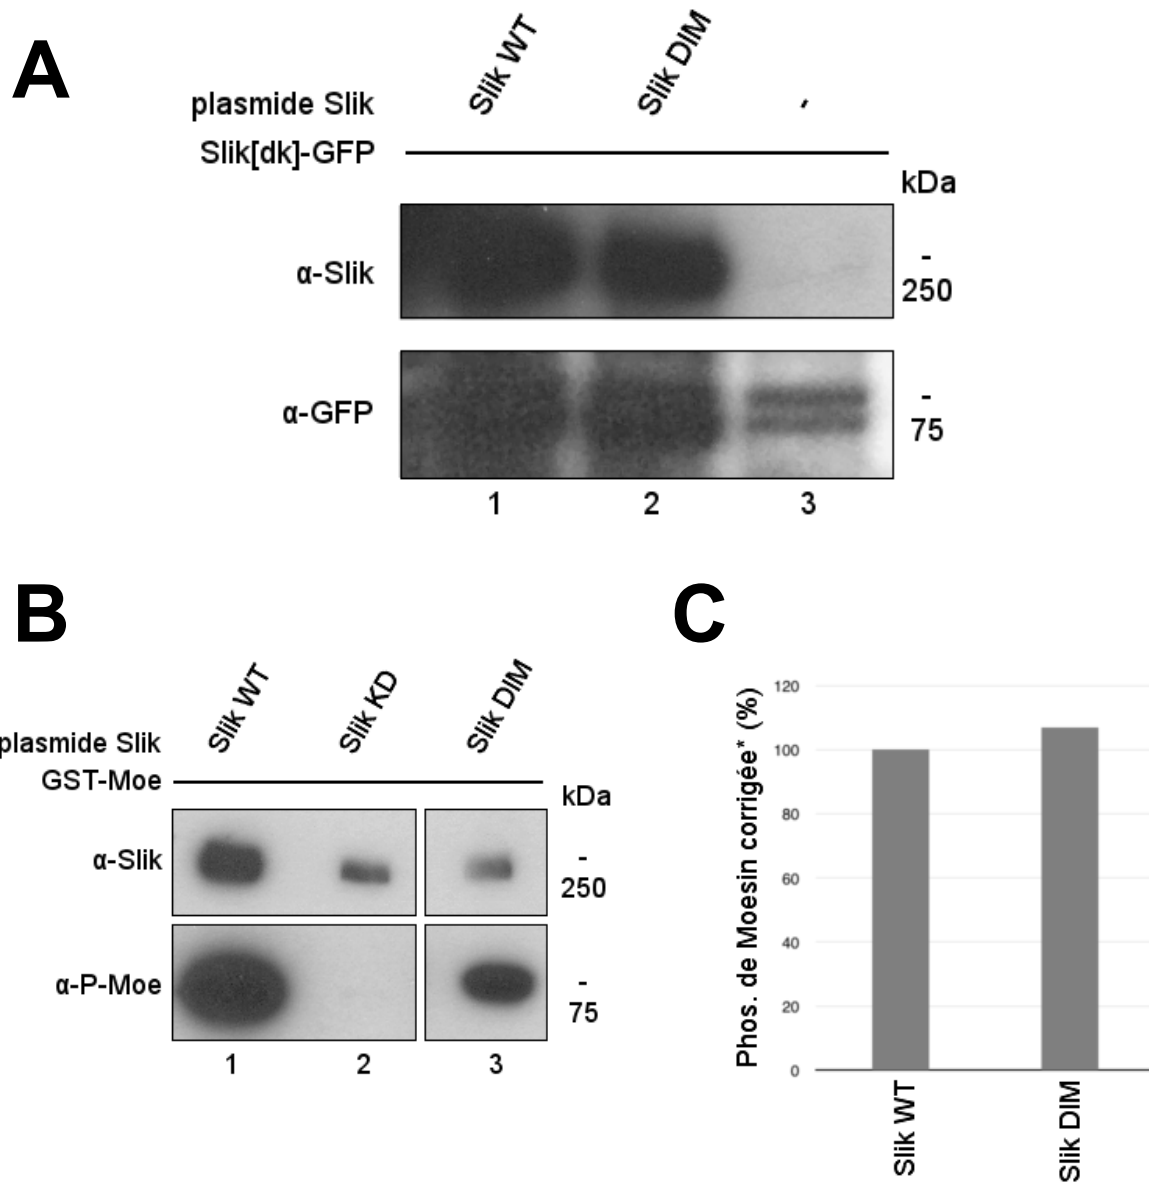 A
Slik WT
Slik DIM
-
plasmide Slik
Slik[dk]-GFP
kDa
α-Slik
-
250
α-GFP
-
75
1 2 3
B
Slik WT
Slik KD
Slik DIM
plasmide Slik
GST-Moe
kDa
α-Slik
-
250
α-P-Moe
-
75
1 2 3
C
Phos. de Moesin corrigée* (%)
120
100
80
60
40
20
0
Slik WT
Slik DIM